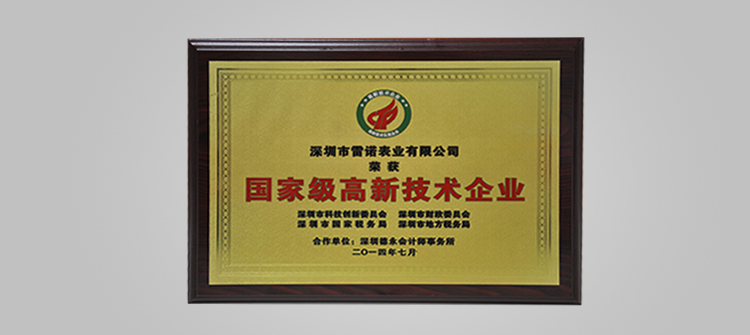 深圳市雷诺表业有限公司
荣获
国家级高新技术企业
深圳市科技创新委员会 深圳市财政委员会
深圳市国家税务局 深圳市地方税务局
合作单位：深圳德永会计师事务所
二〇一四年七月